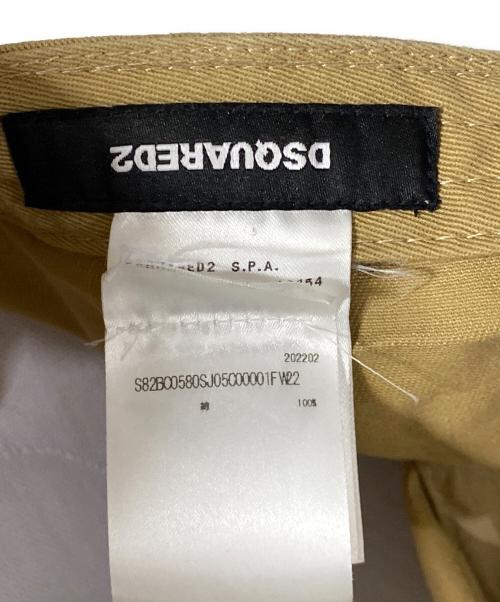 DSQUARED2
S.P.A.
202202
S82BC0580SJ05C00001FW22
綿 100%